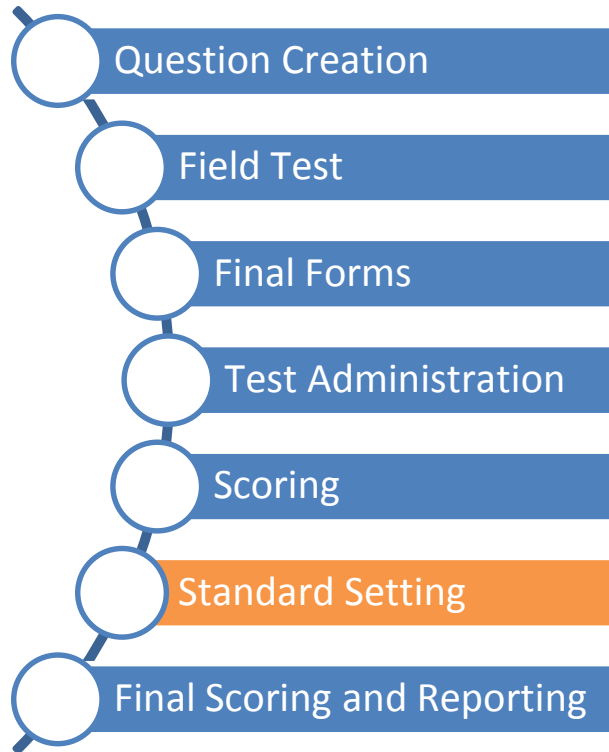 Question Creation
Field Test
Final Forms
Test Administration
Scoring
Standard Setting
Final Scoring and Reporting